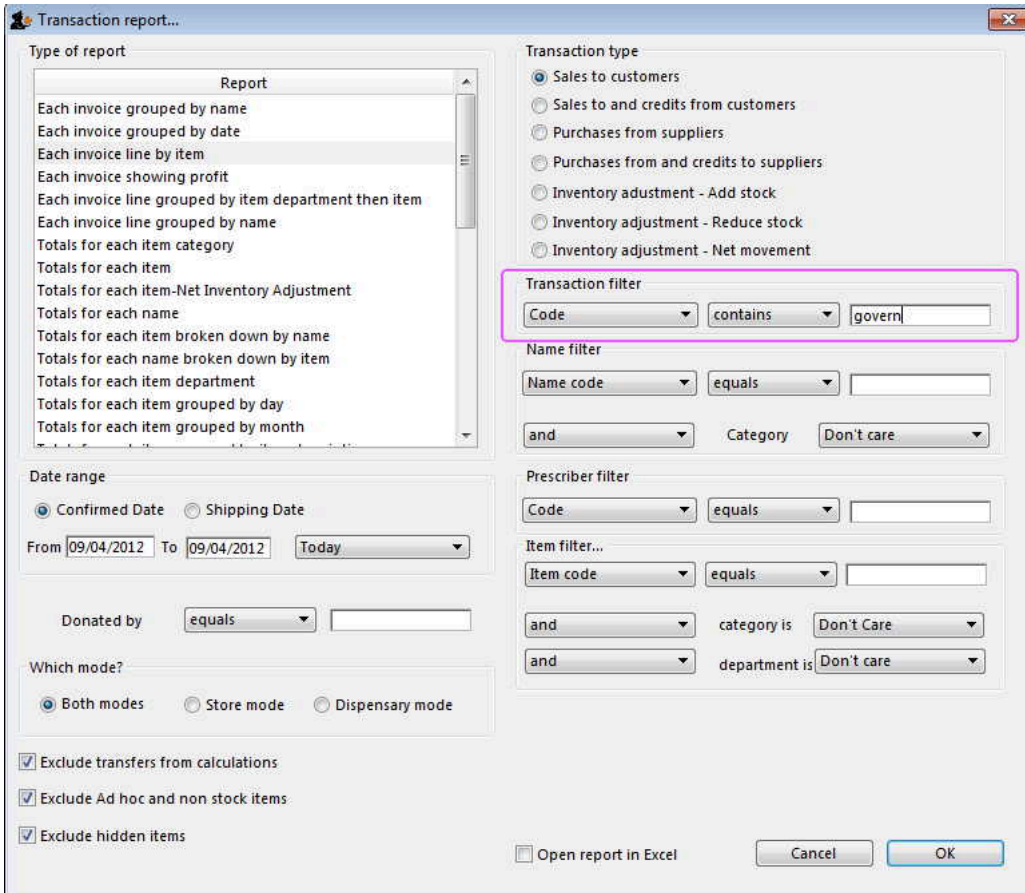 Transaction report...
Type of report
Report
Each invoice grouped by name
Each invoice grouped by date
Each invoice line by item
Each invoice showing profit
Each invoice line grouped by item department then item
Each invoice line grouped by name
Totals for each item category
Totals for each item
Totals for each item-Net Inventory Adjustment
Totals for each name
Totals for each item broken down by name
Totals for each name broken down by item
Totals for each item department
Totals for each item grouped by day
Totals for each item grouped by month
Date range
Confirmed Date Shipping Date
From 09/04/2012 To 09/04/2012 Today
Donated by equals
Which mode?
Both modes Store mode Dispensary mode
Exclude transfers from calculations
Exclude Ad hoc and non stock items
Exclude hidden items
Transaction type
Sales to customers
Sales to and credits from customers
Purchases from suppliers
Purchases from and credits to suppliers
Inventory adustment - Add stock
Inventory adjustment - Reduce stock
Inventory adjustment - Net movement
Transaction filter
Code contains govern
Name filter
Name code equals
and Category Don't care
Prescriber filter
Code equals
Item filter...
Item code equals
and category is Don't Care
and department is Don't care
Open report in Excel Cancel OK